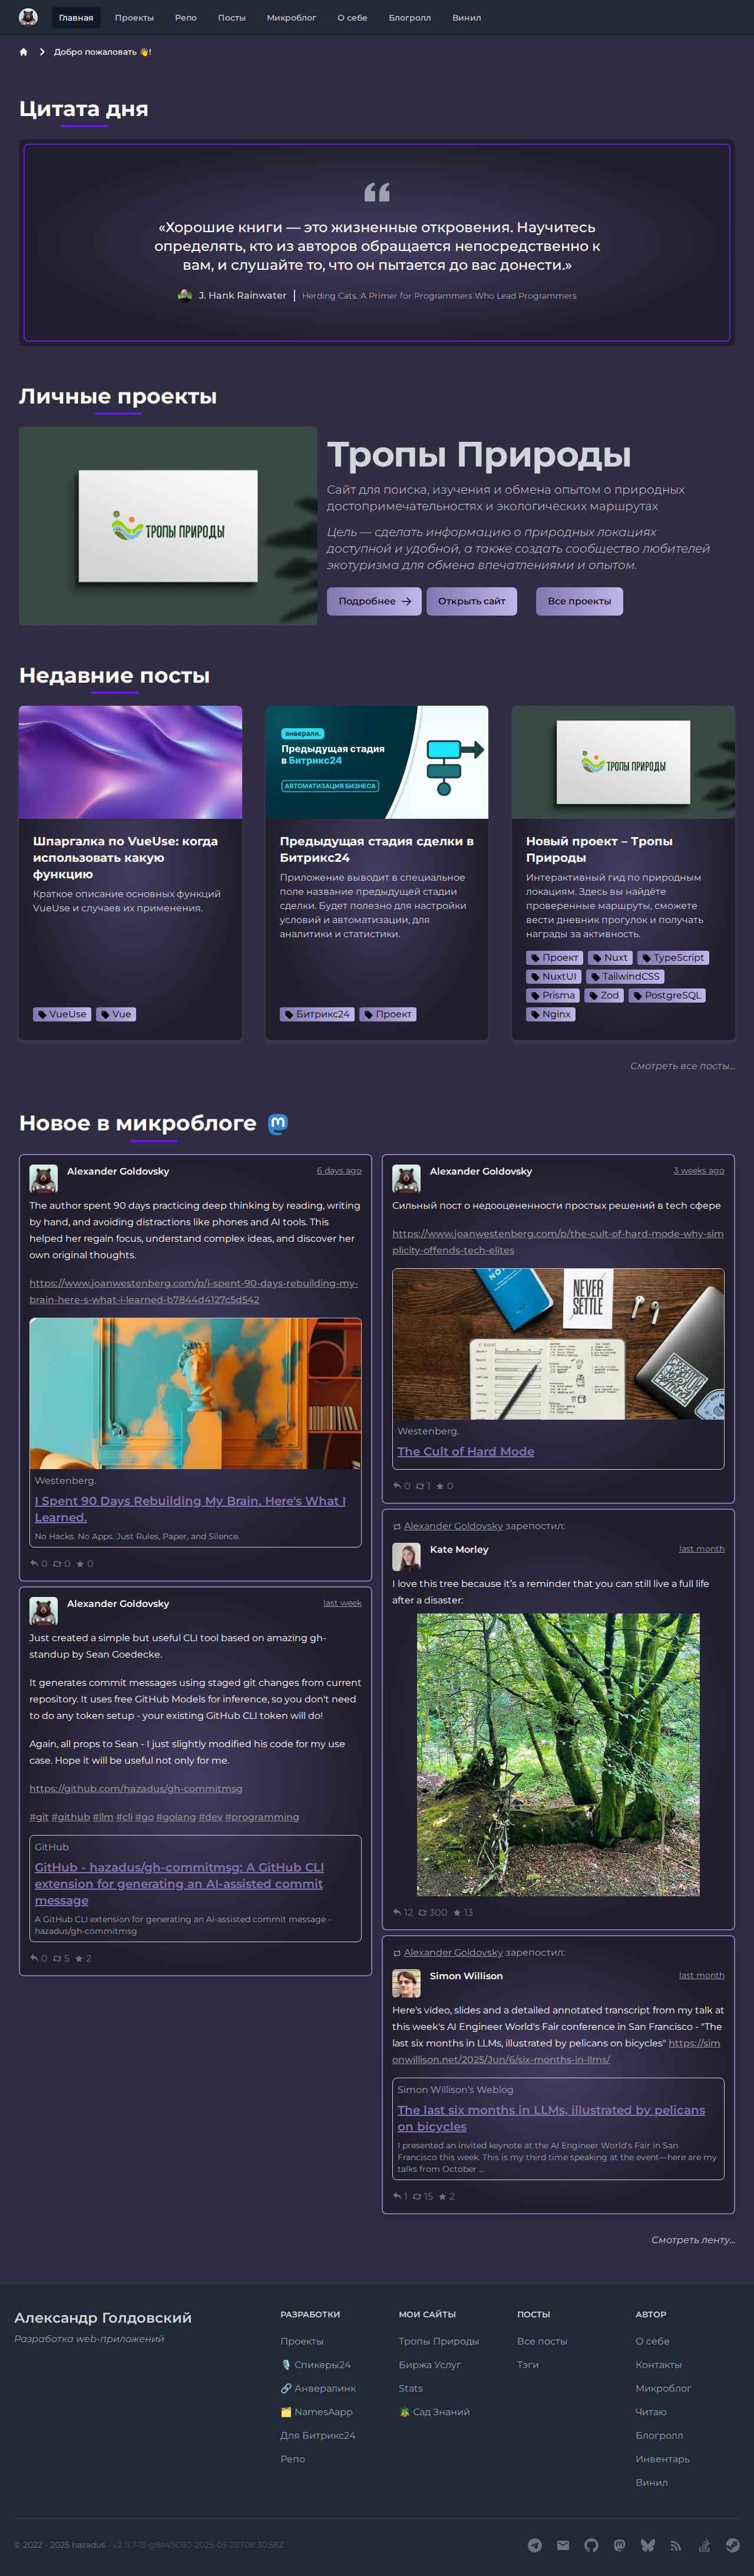 Главная Проекты Репо Посты Микроблог О себе Блогролл Винил
Добро пожаловать 👋!
Цитата дня
«Хорошие книги — это жизненные откровения. Научитесь
определять, кто из авторов обращается непосредственно к
вам, и слушайте то, что он пытается до вас донести.»
J. Hank Rainwater
Herding Cats. A Primer for Programmers Who Lead Programmers
Личные проекты
ТРОПЫ ПРИРОДЫ
Тропы Природы
Сайт для поиска, изучения и обмена опытом о природных
достопримечательностях и экологических маршрутах
Цель — сделать информацию о природных локациях
доступной и удобной, а также создать сообщество любителей
экотуризма для обмена впечатлениями и опытом.
Подробнее → Открыть сайт Все проекты
Недавние посты
Шпаргалка по VueUse: когда
использовать какую
функцию
Краткое описание основных функций
VueUse и случаев их применения.
VueUse Vue
анверали.
Предыдущая стадия
в Битрикс24
АВТОМАТИЗАЦИЯ БИЗНЕСА
Предыдущая стадия сделки в
Битрикс24
Приложение выводит в специальное
поле название предыдущей стадии
сделки. Будет полезно для настройки
условий и автоматизации, для
аналитики и статистики.
Битрикс24 Проект
ТРОПЫ ПРИРОДЫ
Новый проект – Тропы
Природы
Интерактивный гид по природным
локациям. Здесь вы найдёте
проверенные маршруты, сможете
вести дневник прогулок и получать
награды за активность.
Проект Nuxt TypeScript
NuxtUI TailwindCSS
Prisma Zod PostgreSQL
Nginx
Смотреть все посты...
Новое в микроблоге
Alexander Goldovsky 6 days ago
The author spent 90 days practicing deep thinking by reading, writing
by hand, and avoiding distractions like phones and AI tools. This
helped her regain focus, understand complex ideas, and discover her
own original thoughts.
https://www.joanwestenberg.com/p/i-spent-90-days-rebuilding-my-
brain-here-s-what-i-learned-b7844d4127c5d542
Westenberg.
I Spent 90 Days Rebuilding My Brain. Here's What I
Learned.
No Hacks. No Apps. Just Rules, Paper, and Silence.
0 0 0
Alexander Goldovsky last week
Just created a simple but useful CLI tool based on amazing gh-
standup by Sean Goedecke.
It generates commit messages using staged git changes from current
repository. It uses free GitHub Models for inference, so you don't need
to do any token setup - your existing GitHub CLI token will do!
Again, all props to Sean - I just slightly modified his code for my use
case. Hope it will be useful not only for me.
https://github.com/hazadus/gh-commitmsg
#git #github #llm #cli #go #golang #dev #programming
GitHub
GitHub - hazadus/gh-commitmsg: A GitHub CLI
extension for generating an AI-assisted commit
message
A GitHub CLI extension for generating an AI-assisted commit message -
hazadus/gh-commitmsg
0 5 2
Alexander Goldovsky 3 weeks ago
Сильный пост о недооцененности простых решений в tech сфере
https://www.joanwestenberg.com/p/the-cult-of-hard-mode-why-sim
plicity-offends-tech-elites
NEVER
SETTLE
Westenberg.
The Cult of Hard Mode
0 1 0
Alexander Goldovsky зарепостил:
Kate Morley last month
I love this tree because it's a reminder that you can still live a full life
after a disaster:
12 300 13
Alexander Goldovsky зарепостил:
Simon Willison last month
Here's video, slides and a detailed annotated transcript from my talk at
this week's AI Engineer World's Fair conference in San Francisco - "The
last six months in LLMs, illustrated by pelicans on bicycles" https://sim
onwillison.net/2025/Jun/6/six-months-in-llms/
Simon Willison's Weblog
The last six months in LLMs, illustrated by pelicans
on bicycles
I presented an invited keynote at the AI Engineer World's Fair in San
Francisco this week. This is my third time speaking at the event—here are my
talks from October ...
1 15 2
Смотреть ленту...
Александр Голдовский
Разработка web-приложений
РАЗРАБОТКИ
Проекты
🎙️ Спикеры24
🔗 Анвералинк
🗂️ NamesAapp
Для Битрикс24
Репо
МОИ САЙТЫ
Тропы Природы
Биржа Услуг
Stats
🪴 Сад Знаний
ПОСТЫ
Все посты
Тэги
АВТОР
О себе
Контакты
Микроблог
Читаю
Блогролл
Инвентарь
Винил
© 2022 - 2025 hazadus - v2.11.7-13-g8e49080-2025-05-28T08:30:58Z